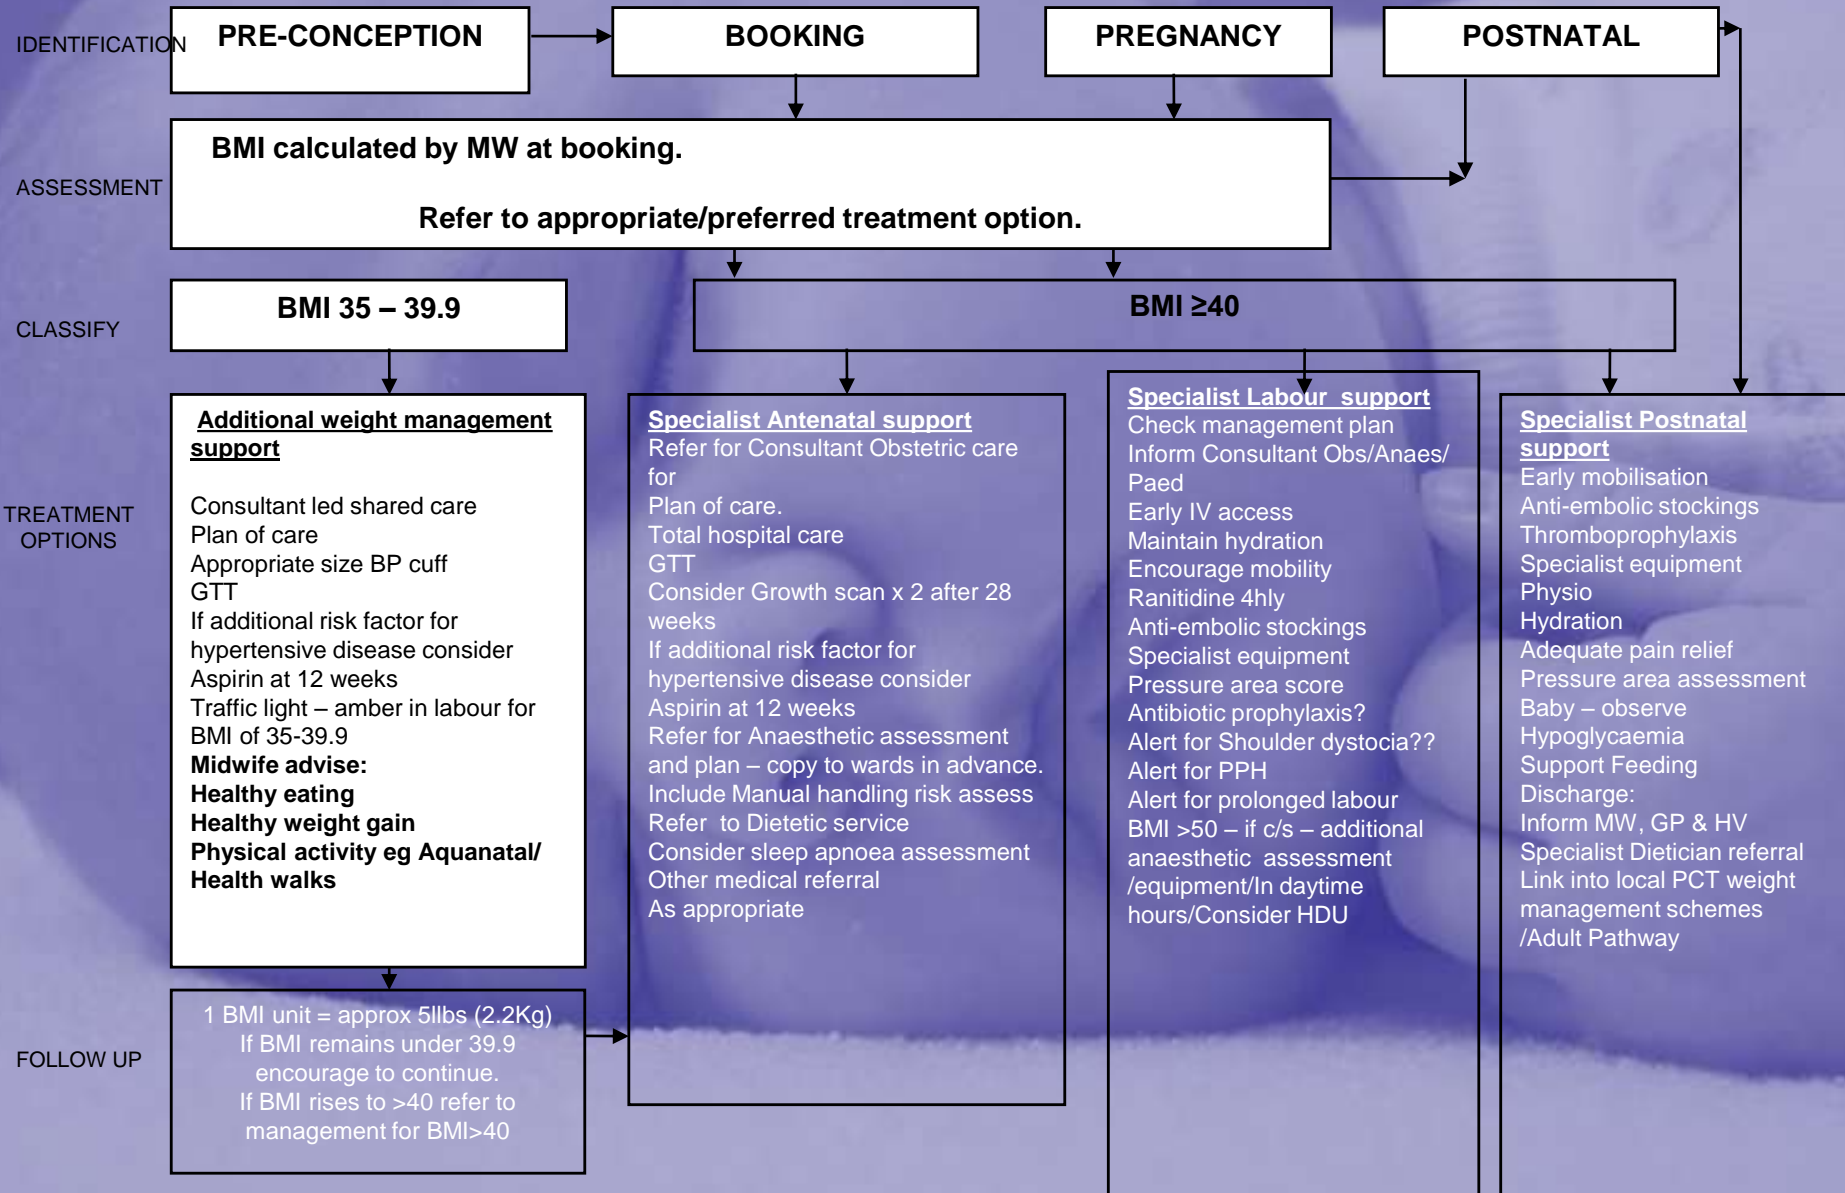 IDENTIFICATION
PRE-CONCEPTION
BOOKING
PREGNANCY
POSTNATAL
ASSESSMENT
BMI calculated by MW at booking.
Refer to appropriate/preferred treatment option.
CLASSIFY
BMI 35 – 39.9
BMI ≥40
TREATMENT
OPTIONS
Additional weight management
support
Consultant led shared care
Plan of care
Appropriate size BP cuff
GTT
If additional risk factor for
hypertensive disease consider
Aspirin at 12 weeks
Traffic light – amber in labour for
BMI of 35-39.9
Midwife advise:
Healthy eating
Healthy weight gain
Physical activity eg Aquanatal/
Health walks
Specialist Antenatal support
Refer for Consultant Obstetric care
for
Plan of care.
Total hospital care
GTT
Consider Growth scan x 2 after 28
weeks
If additional risk factor for
hypertensive disease consider
Aspirin at 12 weeks
Refer for Anaesthetic assessment
and plan – copy to wards in advance.
Include Manual handling risk assess
Refer to Dietetic service
Consider sleep apnoea assessment
Other medical referral
As appropriate
Specialist Labour support
Check management plan
Inform Consultant Obs/Anaes/
Paed
Early IV access
Maintain hydration
Encourage mobility
Ranitidine 4hly
Anti-embolic stockings
Specialist equipment
Pressure area score
Antibiotic prophylaxis?
Alert for Shoulder dystocia??
Alert for PPH
Alert for prolonged labour
BMI >50 – if c/s – additional
anaesthetic assessment
/equipment/In daytime
hours/Consider HDU
Specialist Postnatal
support
Early mobilisation
Anti-embolic stockings
Thromboprophylaxis
Specialist equipment
Physio
Hydration
Adequate pain relief
Pressure area assessment
Baby – observe
Hypoglycaemia
Support Feeding
Discharge:
Inform MW, GP & HV
Specialist Dietician referral
Link into local PCT weight
management schemes
/Adult Pathway
FOLLOW UP
1 BMI unit = approx 5llbs (2.2Kg)
If BMI remains under 39.9
encourage to continue.
If BMI rises to >40 refer to
management for BMI>40